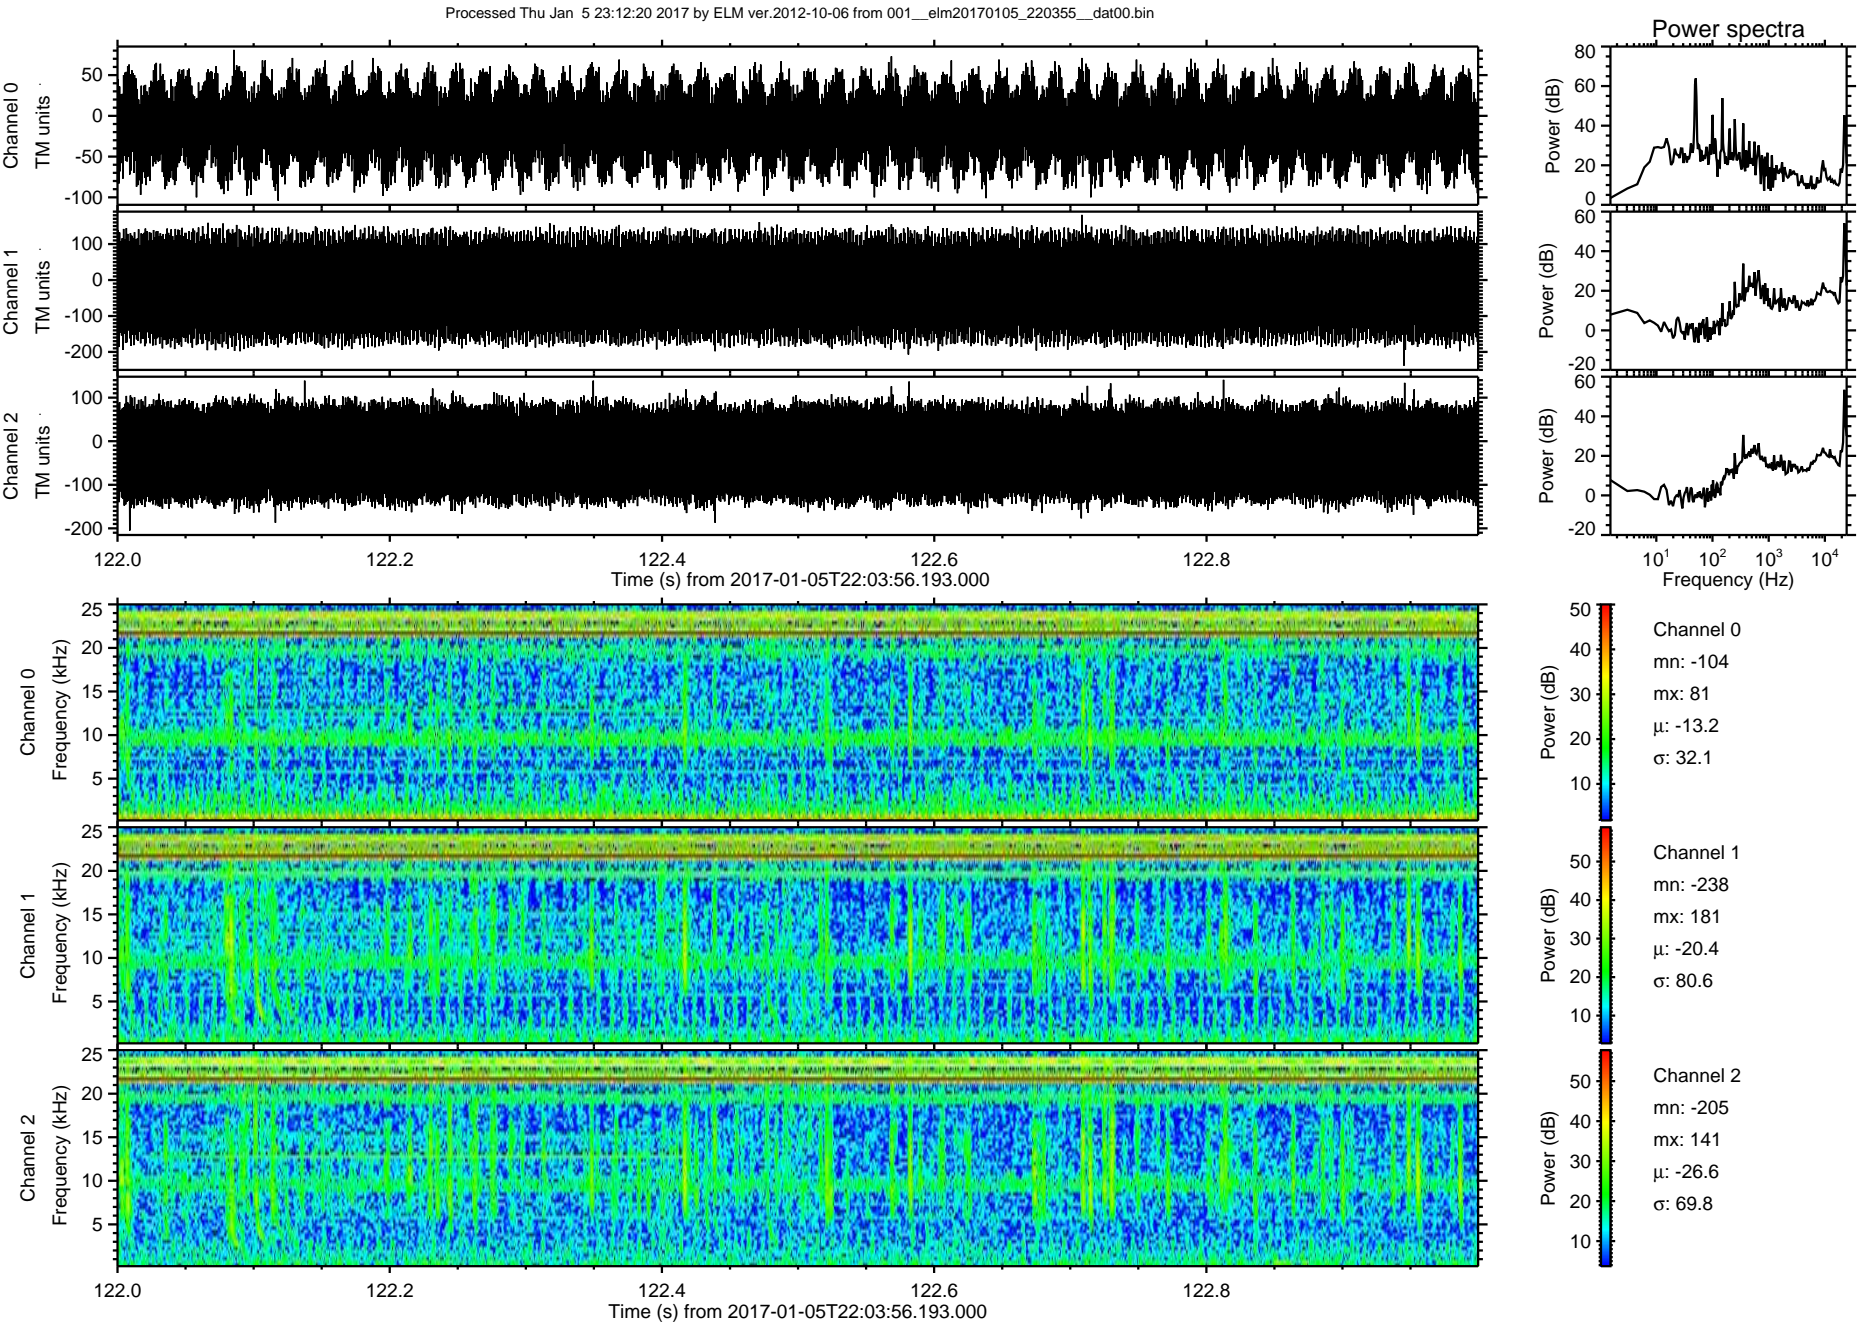 Processed Thu Jan  5 23:12:20 2017 by ELM ver.2012-10-06 from 001__elm20170105_220355__dat00.bin
Power spectra
Channel 0
TM units
50
0
-50
-100
Power (dB)
80
60
40
20
0
Channel 1
TM units
100
0
-100
-200
Power (dB)
60
40
20
0
-20
Channel 2
TM units
100
0
-100
-200
Power (dB)
60
40
20
0
-20
122.0 122.2 122.4 122.6 122.8
Time (s) from 2017-01-05T22:03:56.193.000
10^1 10^2 10^3 10^4
Frequency (Hz)
Channel 0
Frequency (kHz)
25
20
15
10
5
Power (dB)
50
40
30
20
10
Channel 0
mn: -104
mx: 81
μ: -13.2
σ: 32.1
Channel 1
Frequency (kHz)
25
20
15
10
5
Power (dB)
50
40
30
20
10
Channel 1
mn: -238
mx: 181
μ: -20.4
σ: 80.6
Channel 2
Frequency (kHz)
25
20
15
10
5
Power (dB)
50
40
30
20
10
Channel 2
mn: -205
mx: 141
μ: -26.6
σ: 69.8
122.0 122.2 122.4 122.6 122.8
Time (s) from 2017-01-05T22:03:56.193.000